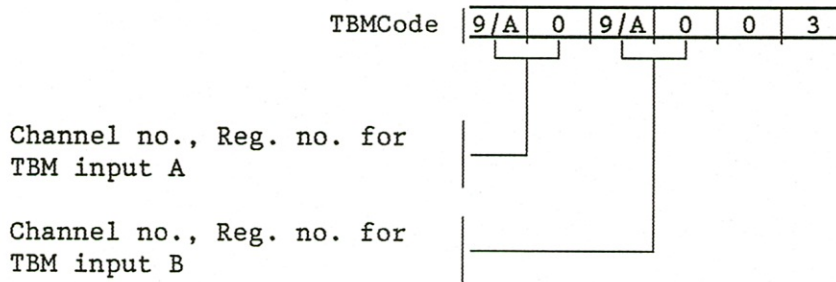 TBMCode 9/A 0 9/A 0 0 3
Channel no., Reg. no. for
TBM input A
Channel no., Reg. no. for
TBM input B